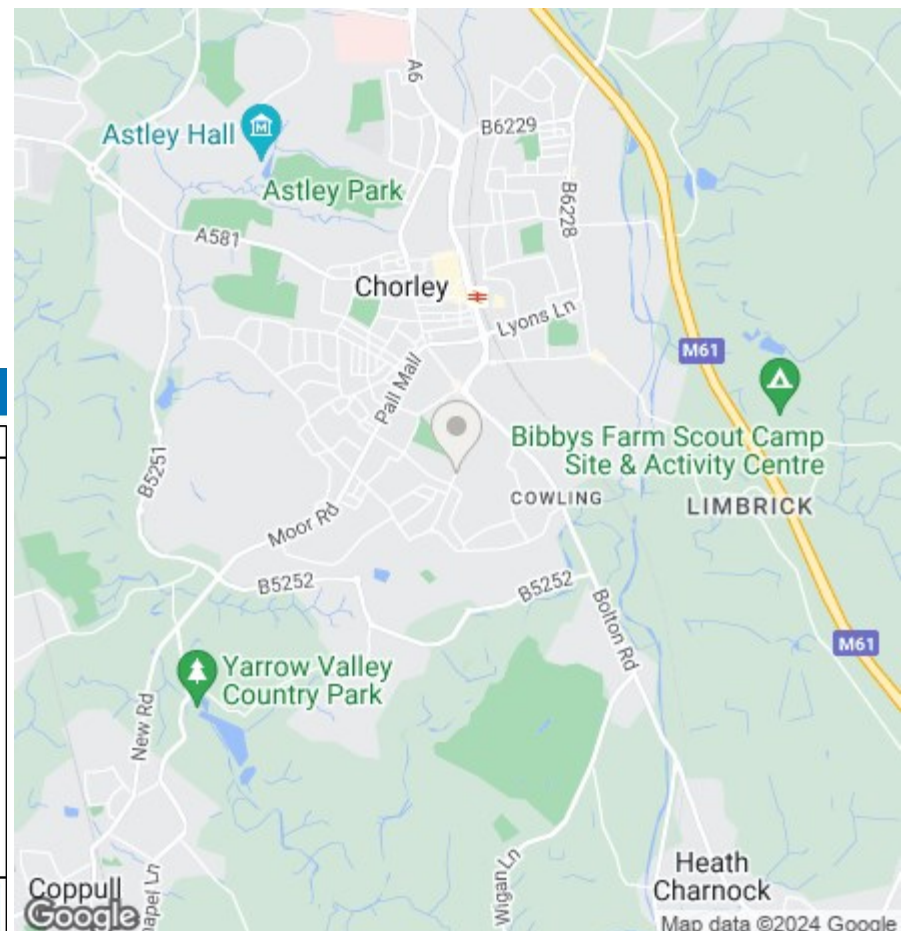 A6
B6229
Astley Hall
Astley Park
B6228
A581
Chorley
Lyons Ln
M61
Pall Mall
Bibbys Farm Scout Camp
Site & Activity Centre
B5251
COWLING
LIMBRICK
Moor Rd
B5252
B5252
Bolton Rd
M61
Yarrow Valley
Country Park
New Rd
Wigan Ln
Heath
Charnock
Coppull
Google
Map data ©2024 Google